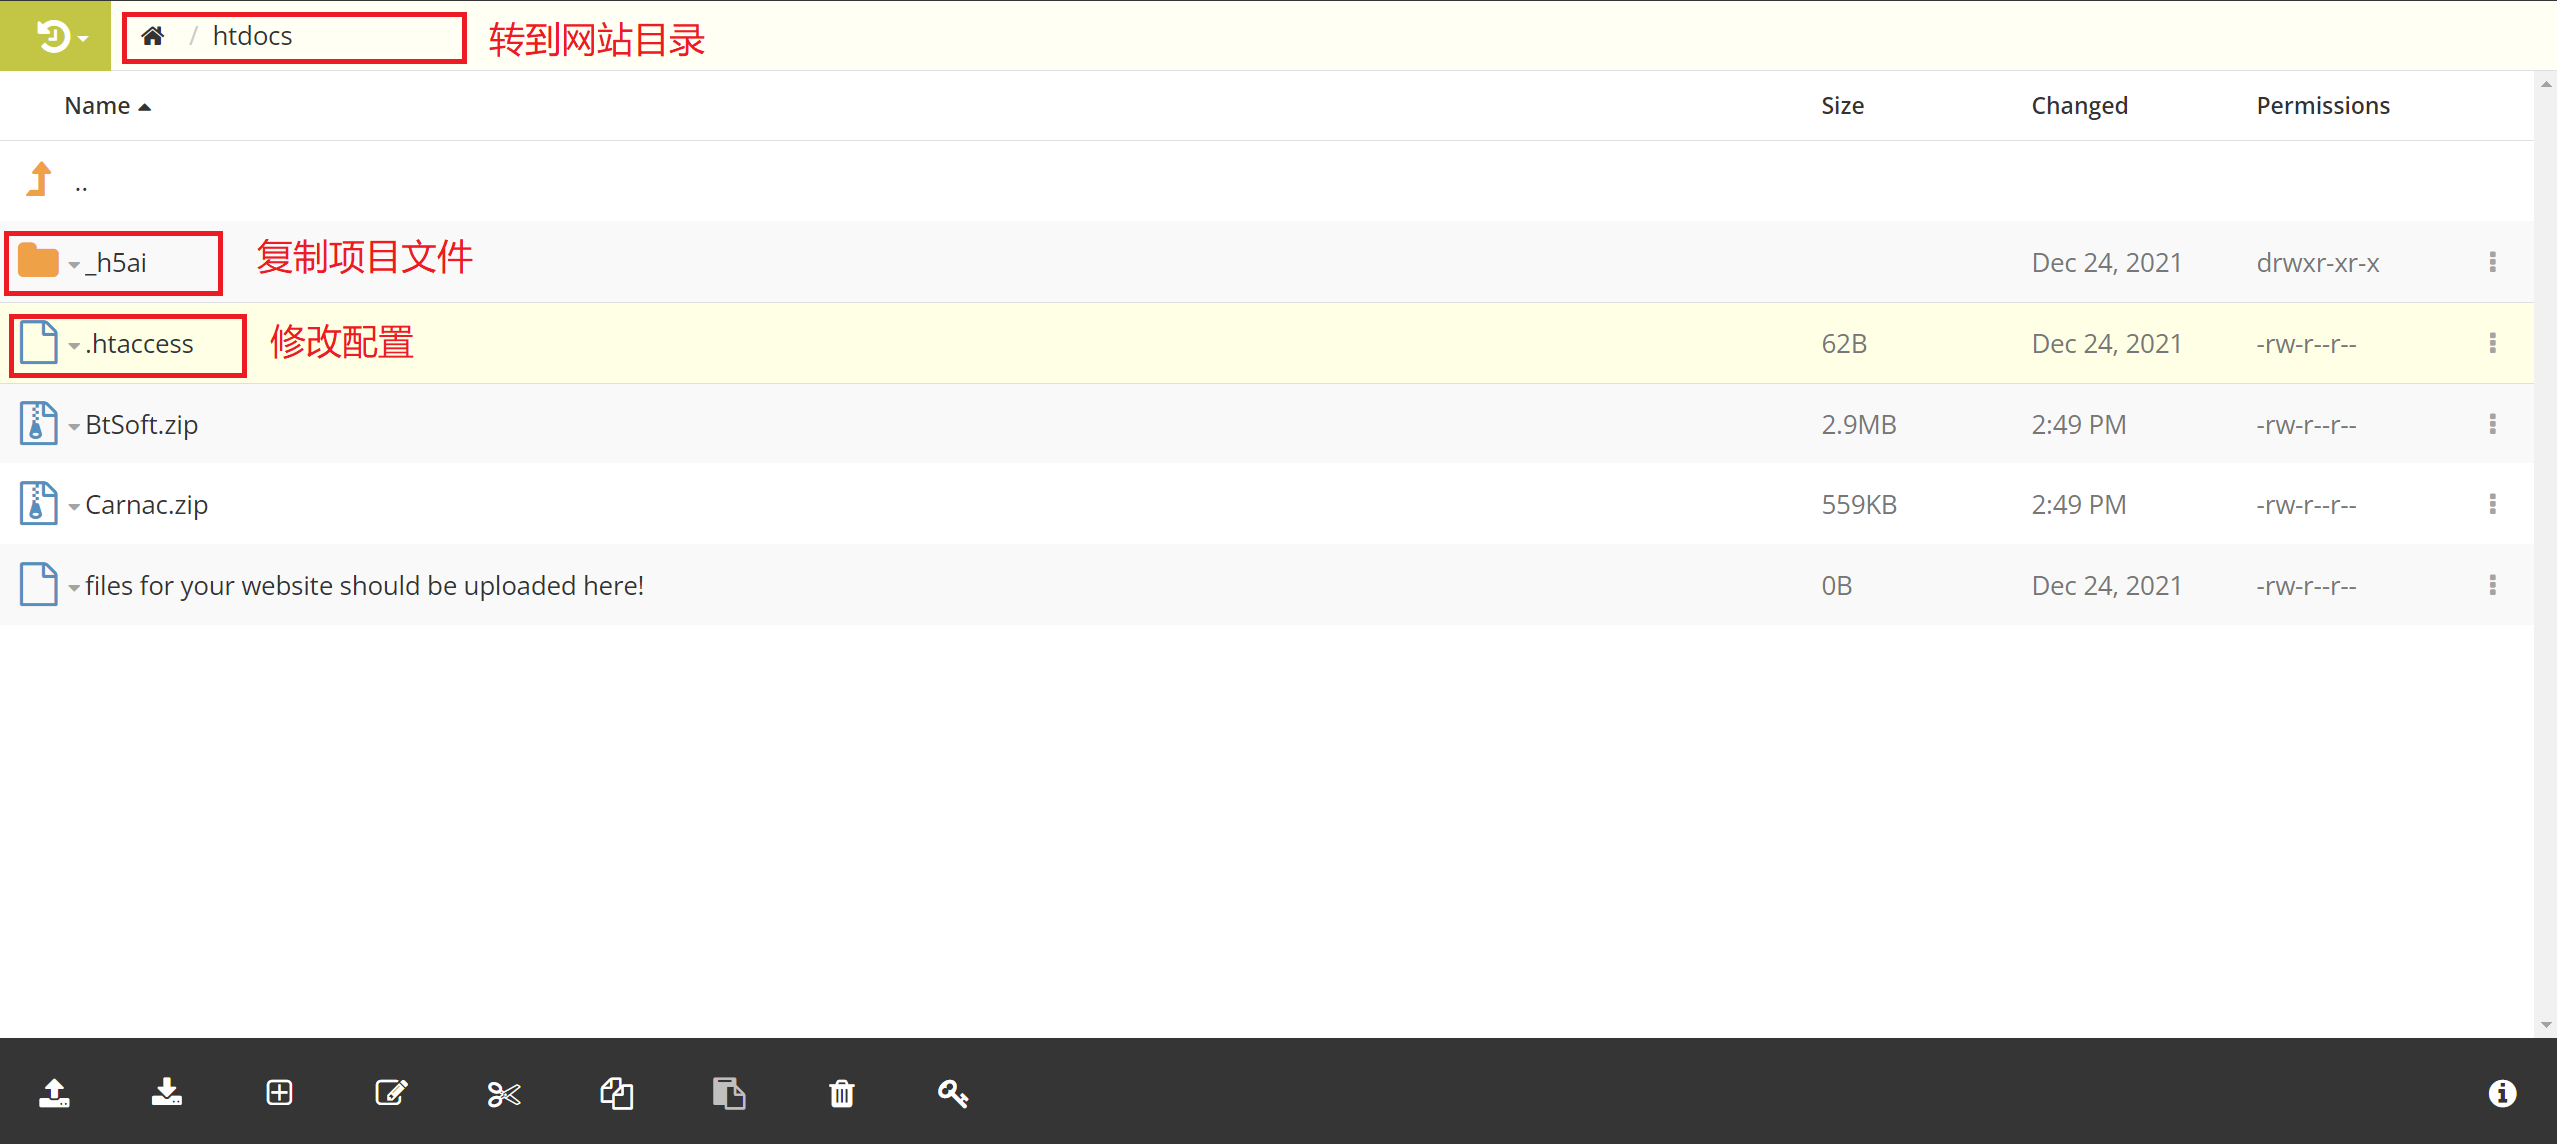 / htdocs 转到网站目录
Name Size Changed Permissions
..
_h5ai 复制项目文件 Dec 24, 2021 drwxr-xr-x
.htaccess 修改配置 62B Dec 24, 2021 -rw-r--r--
BtSoft.zip 2.9MB 2:49 PM -rw-r--r--
Carnac.zip 559KB 2:49 PM -rw-r--r--
files for your website should be uploaded here! 0B Dec 24, 2021 -rw-r--r--